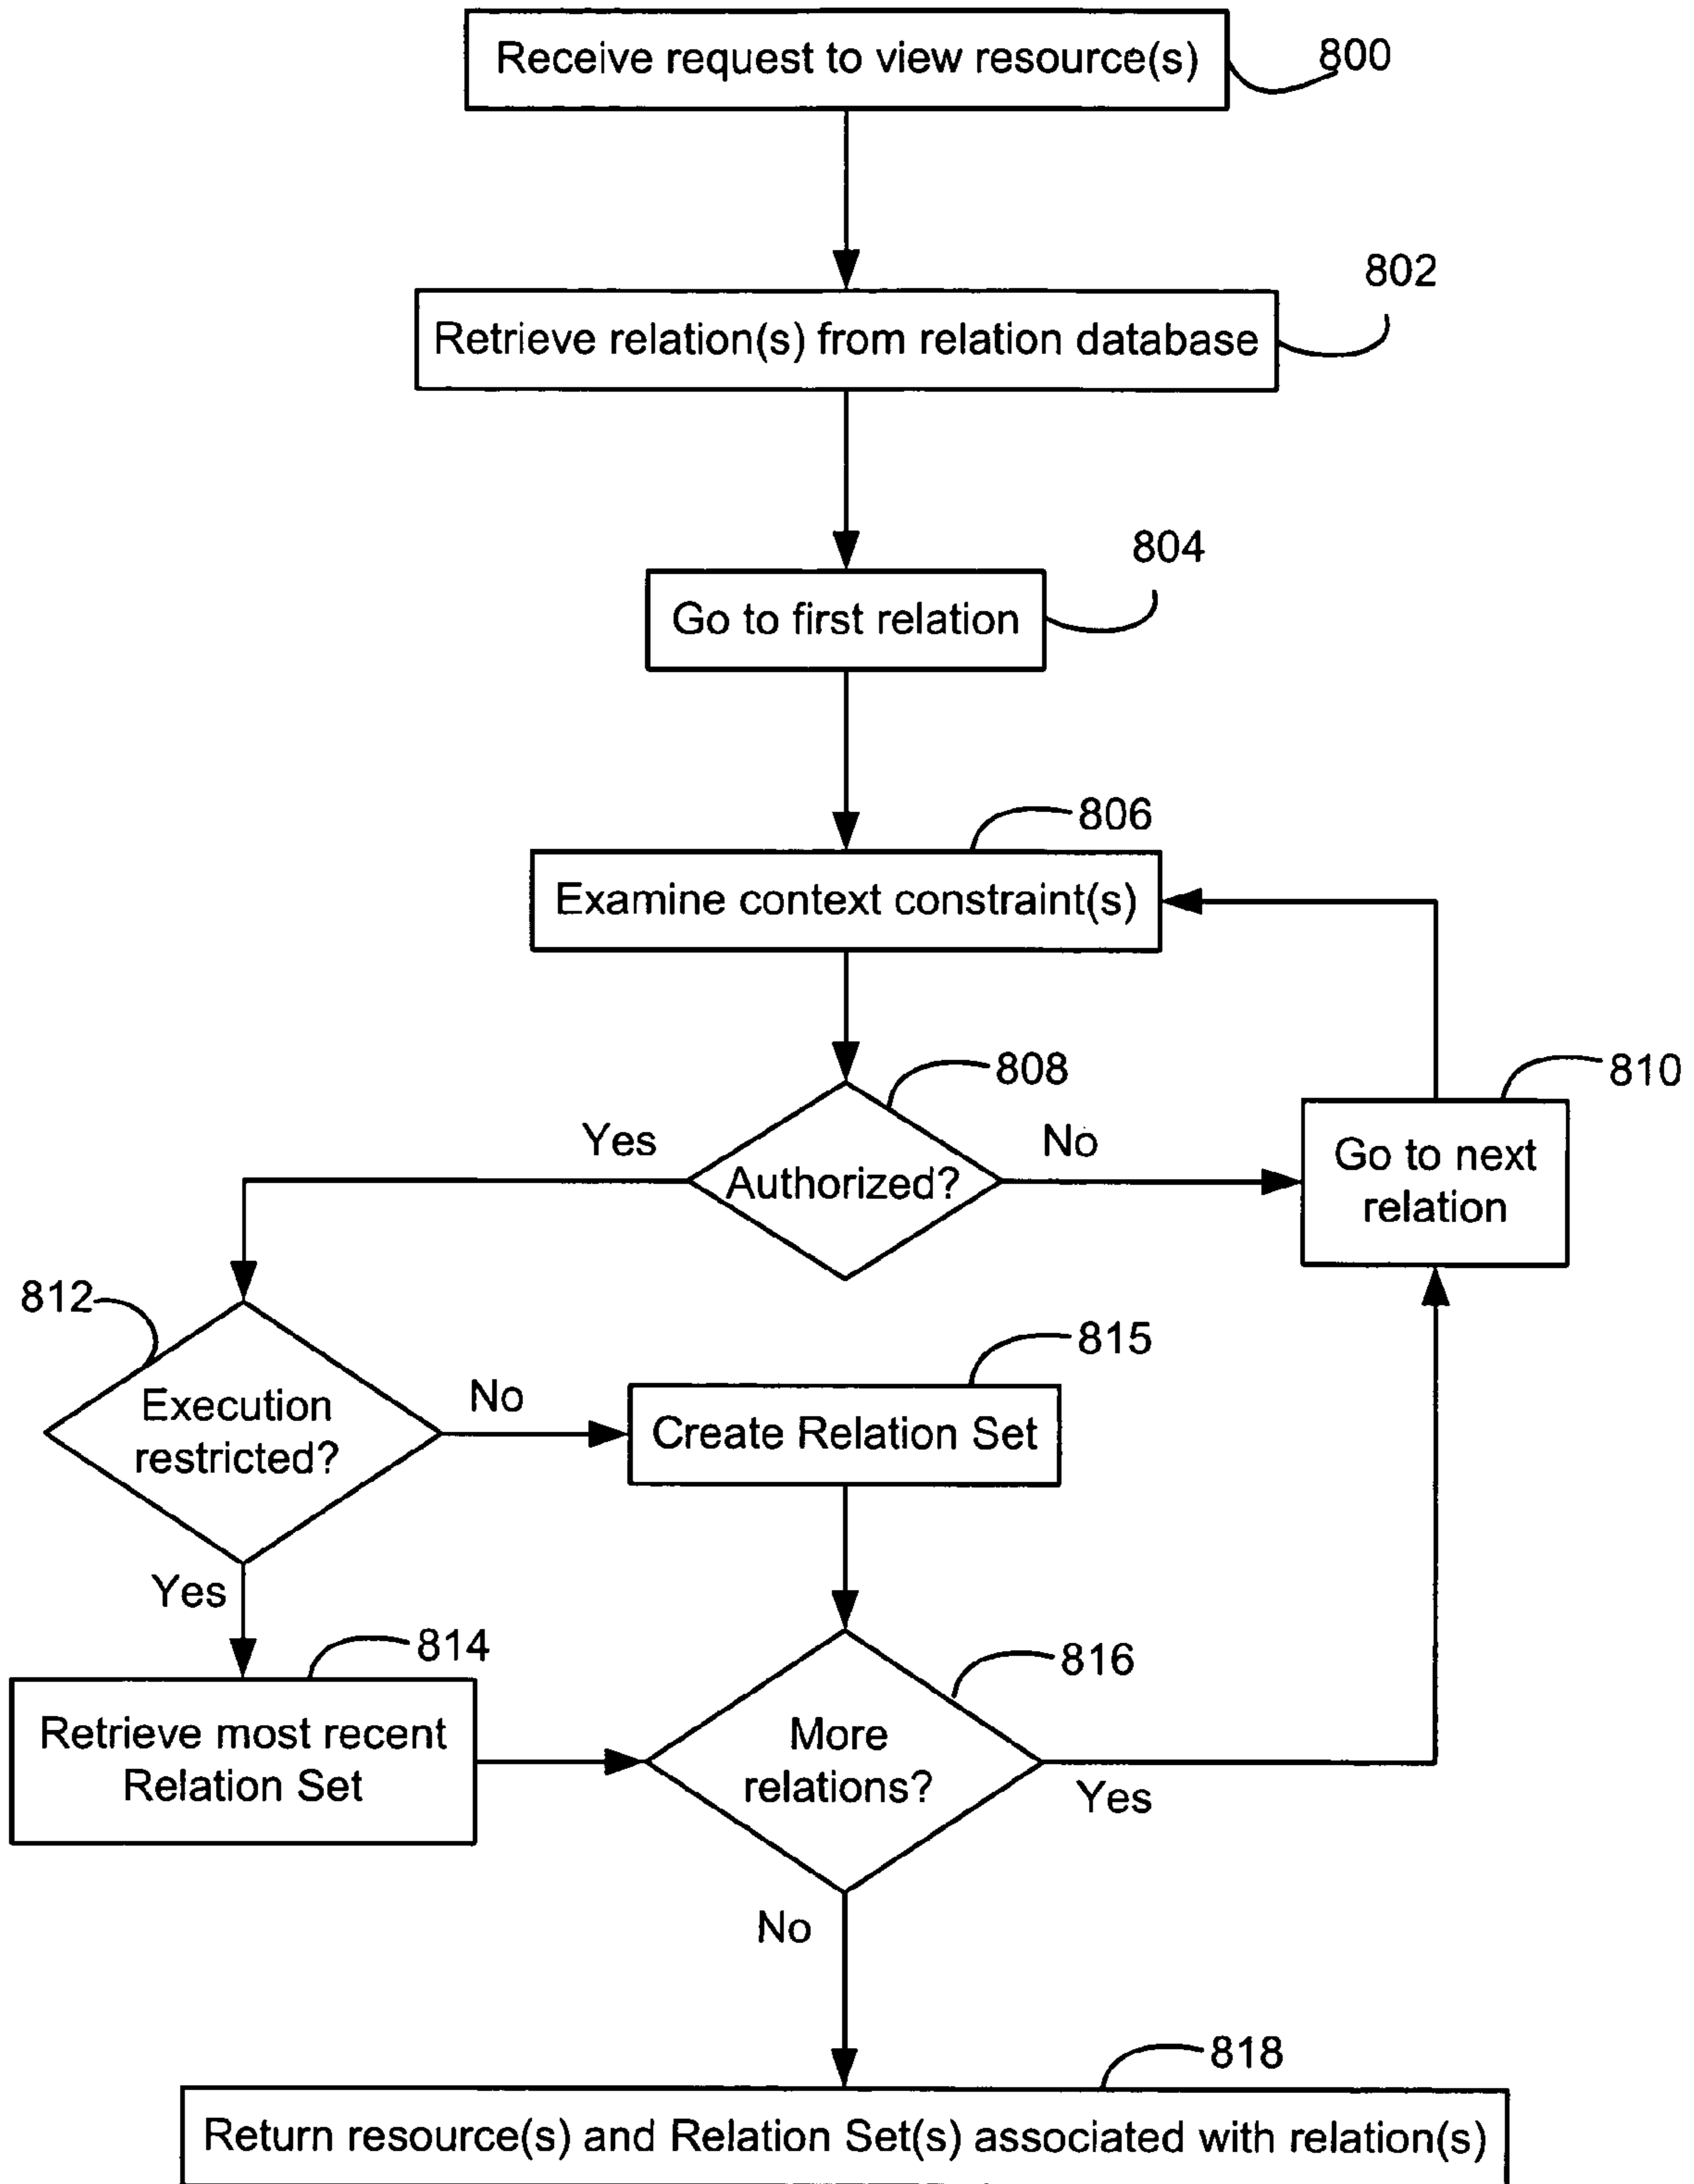 Receive request to view resource(s)
800
802
Retrieve relation(s) from relation database
804
Go to first relation
806
Examine context constraint(s)
808
810
Yes
No
Authorized?
Go to next
relation
812
815
Execution
restricted?
No
Create Relation Set
Yes
814
816
Retrieve most recent
Relation Set
More
relations?
Yes
No
818
Return resource(s) and Relation Set(s) associated with relation(s)